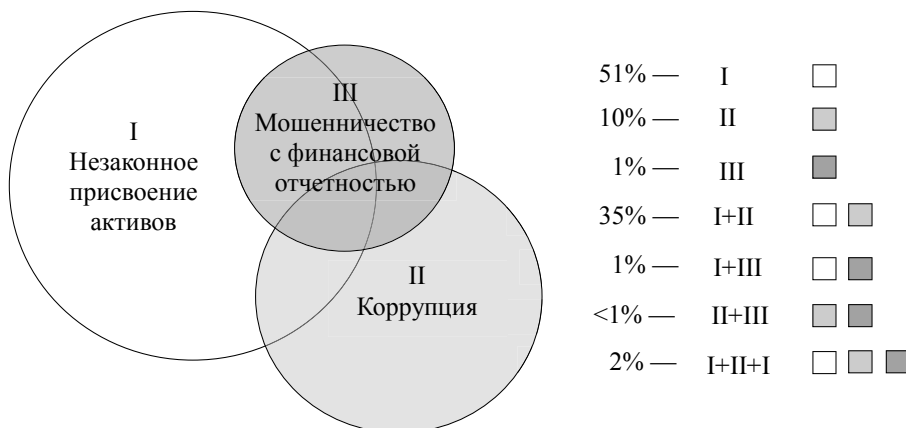 I
Незаконное
присвоение
активов
III
Мошенничество
с финансовой
отчетностью
II
Коррупция
51% — I
10% — II
1% — III
35% — I+II
1% — I+III
<1% — II+III
2% — I+II+I